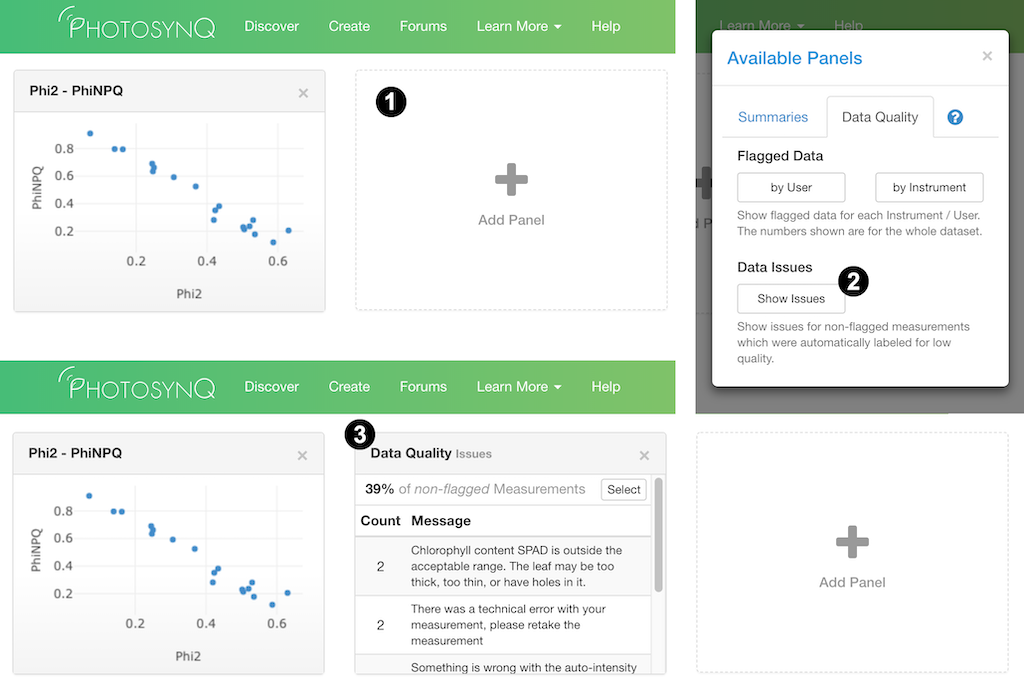 PHOTOSYNQ Discover Create Forums Learn More Help
Phi2 - PhiNPQ ×
PhiNPQ
0.8
0.6
0.4
0.2
0.2 0.4 0.6
Phi2
1
Add Panel
Learn More Help
Available Panels ×
Summaries Data Quality ?
Flagged Data
by User by Instrument
Show flagged data for each Instrument / User.
The numbers shown are for the whole dataset.
Data Issues
2
Show Issues
Show issues for non-flagged measurements
which were automatically labeled for low
quality.
d P
PHOTOSYNQ Discover Create Forums Learn More Help
Phi2 - PhiNPQ ×
PhiNPQ
0.8
0.6
0.4
0.2
0.2 0.4 0.6
Phi2
3
Data Quality Issues ×
39% of non-flagged Measurements Select
Count Message
2 Chlorophyll content SPAD is outside the
acceptable range. The leaf may be too
thick, too thin, or have holes in it.
2 There was a technical error with your
measurement, please retake the
measurement
Something is wrong with the auto-intensity
Add Panel